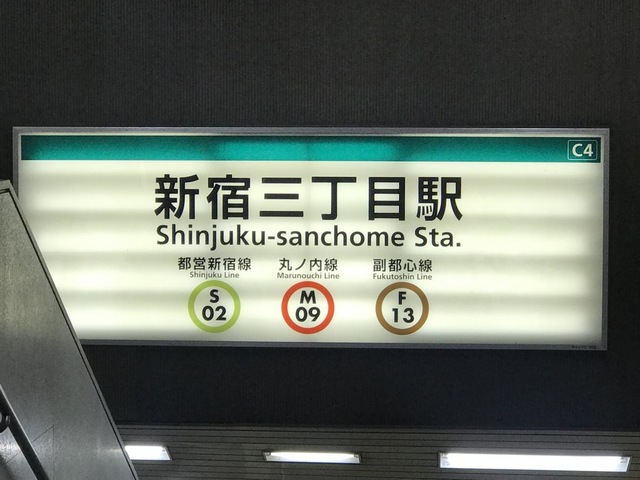 C4
新宿三丁目駅
Shinjuku-sanchome Sta.
都営新宿線 丸ノ内線 副都心線
Shinjuku Line Marunouchi Line Fukutoshin Line
S M F
02 09 13